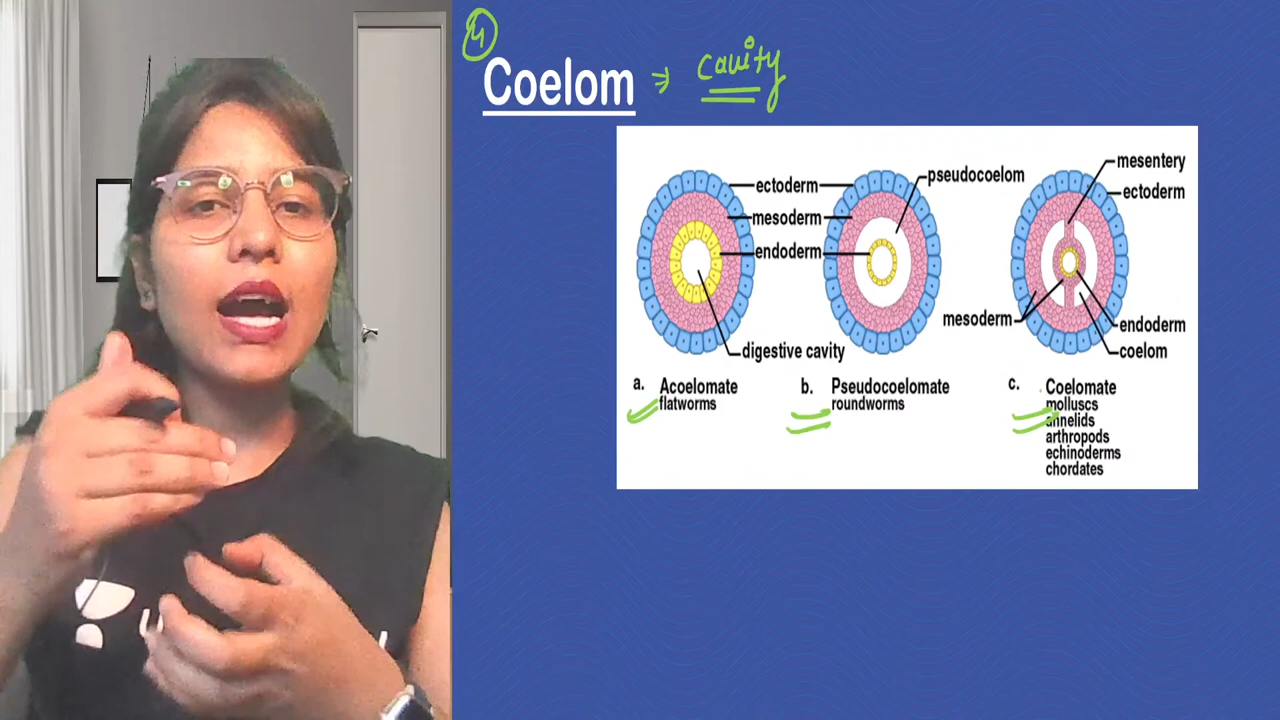 4
Coelom ⇒ cavity
mesentery
ectoderm
pseudocoelom
ectoderm
mesoderm
endoderm
mesoderm
endoderm
digestive cavity
coelom
a. Acoelomate
flatworms
b. Pseudocoelomate
roundworms
c. Coelomate
molluscs
annelids
arthropods
echinoderms
chordates